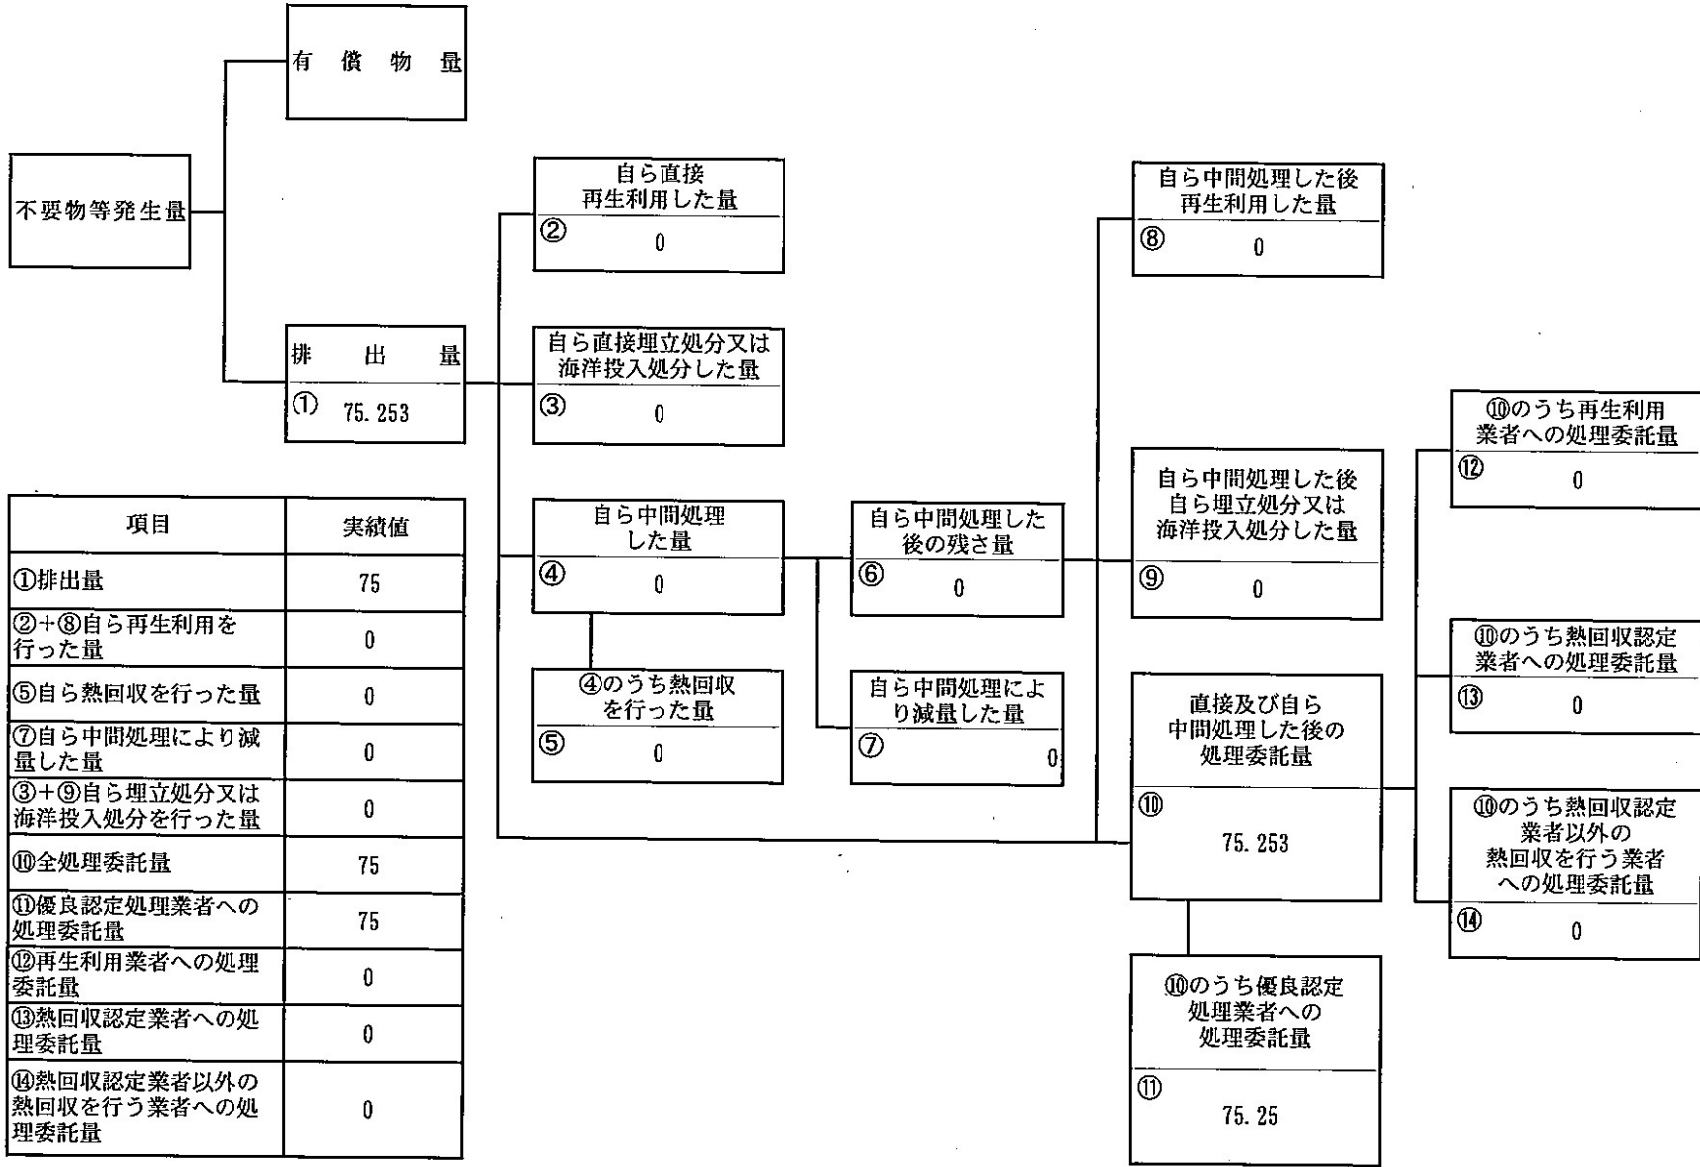 有償物量
不要物等発生量
排出量
① 75.253
自ら直接
再生利用した量
② 0
自ら直接埋立処分又は
海洋投入処分した量
③ 0
自ら中間処理
した量
④ 0
④のうち熱回収
を行った量
⑤ 0
自ら中間処理した
後の残さ量
⑥ 0
自ら中間処理によ
り減量した量
⑦ 0
自ら中間処理した後
再生利用した量
⑧ 0
自ら中間処理した後
自ら埋立処分又は
海洋投入処分した量
⑨ 0
直接及び自ら
中間処理した後の
処理委託量
⑩
75.253
⑩のうち優良認定
処理業者への
処理委託量
⑪
75.25
⑩のうち再生利用
業者への処理委託量
⑫ 0
⑩のうち熱回収認定
業者への処理委託量
⑬ 0
⑩のうち熱回収認定
業者以外の
熱回収を行う業者
への処理委託量
⑭ 0
項目 実績値
①排出量 75
②+⑧自ら再生利用を
行った量 0
⑤自ら熱回収を行った量 0
⑦自ら中間処理により減
量した量 0
③+⑨自ら埋立処分又は
海洋投入処分を行った量 0
⑩全処理委託量 75
⑪優良認定処理業者への
処理委託量 75
⑫再生利用業者への処理
委託量 0
⑬熱回収認定業者への処
理委託量 0
⑭熱回収認定業者以外の
熱回収を行う業者への処
理委託量 0